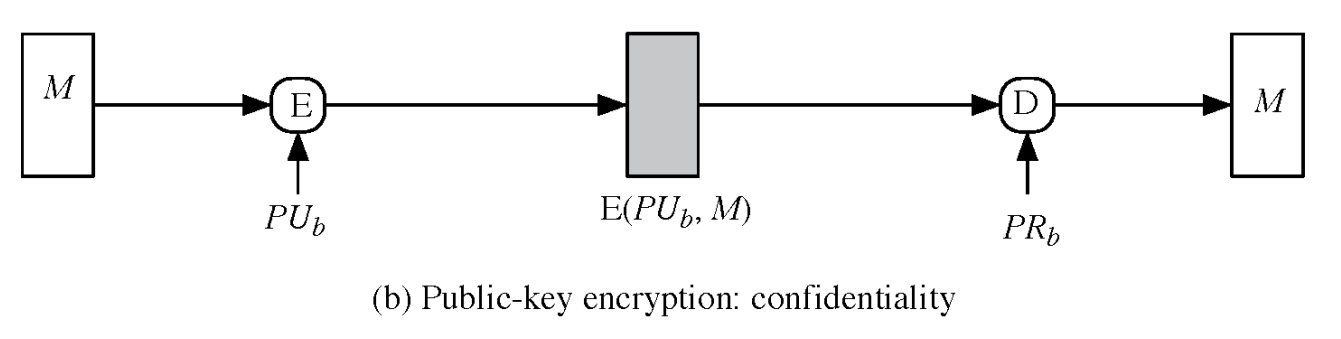 M
E
D
M
PU_b
E(PU_b, M)
PR_b
(b) Public-key encryption: confidentiality